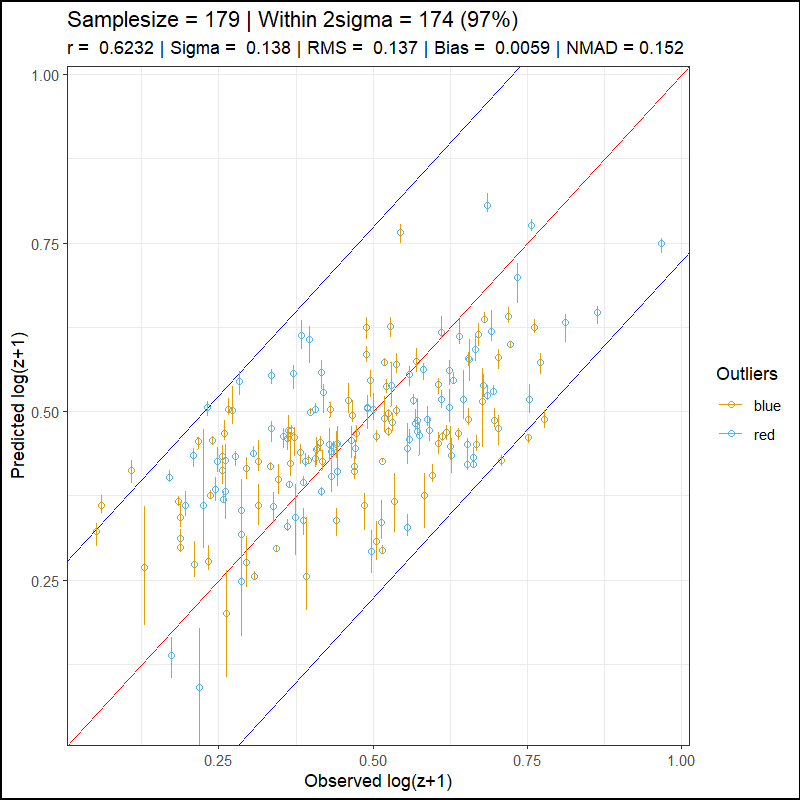 Samplesize = 179 | Within 2sigma = 174 (97%)
r = 0.6232 | Sigma = 0.138 | RMS = 0.137 | Bias = 0.0059 | NMAD = 0.152
1.00
0.75
0.50
0.25
Predicted log(z+1)
0.25 0.50 0.75 1.00
Observed log(z+1)
Outliers
blue
red